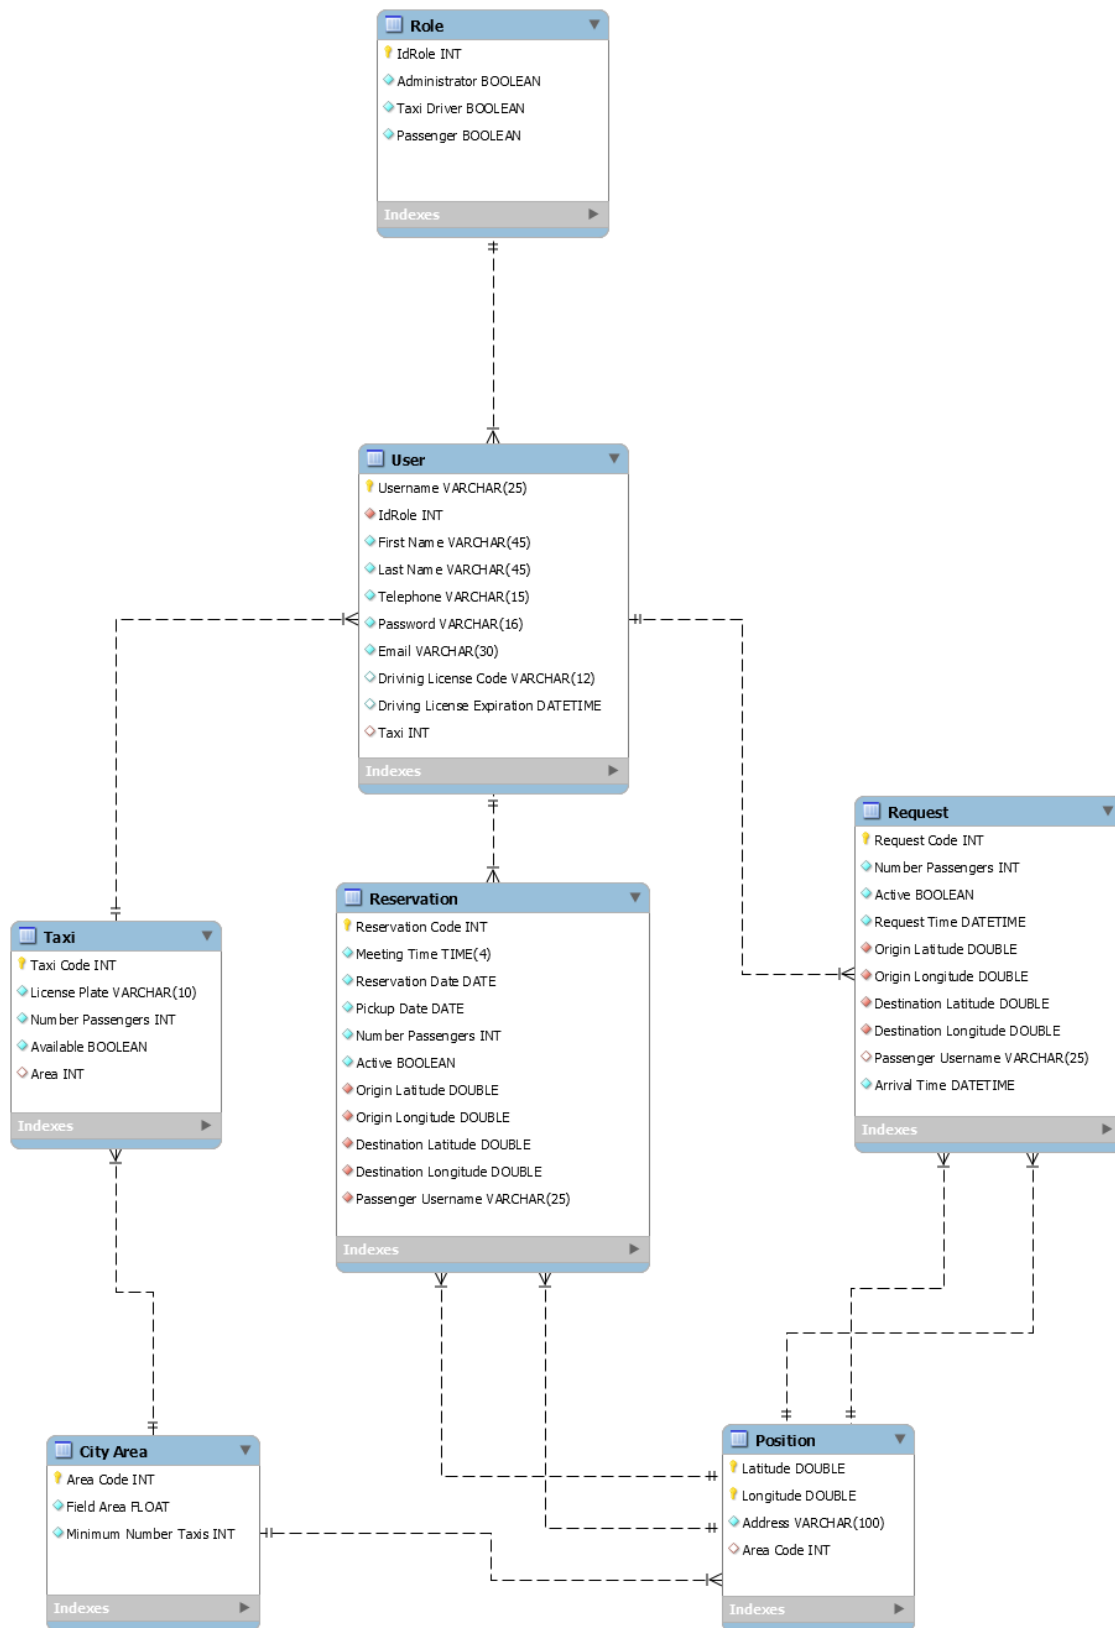 Role
IdRole INT
Administrator BOOLEAN
Taxi Driver BOOLEAN
Passenger BOOLEAN
Indexes
User
Username VARCHAR(25)
IdRole INT
First Name VARCHAR(45)
Last Name VARCHAR(45)
Telephone VARCHAR(15)
Password VARCHAR(16)
Email VARCHAR(30)
Drivinig License Code VARCHAR(12)
Driving License Expiration DATETIME
Taxi INT
Indexes
Request
Request Code INT
Number Passengers INT
Active BOOLEAN
Request Time DATETIME
Origin Latitude DOUBLE
Origin Longitude DOUBLE
Destination Latitude DOUBLE
Destination Longitude DOUBLE
Passenger Username VARCHAR(25)
Arrival Time DATETIME
Indexes
Reservation
Reservation Code INT
Meeting Time TIME(4)
Reservation Date DATE
Pickup Date DATE
Number Passengers INT
Active BOOLEAN
Origin Latitude DOUBLE
Origin Longitude DOUBLE
Destination Latitude DOUBLE
Destination Longitude DOUBLE
Passenger Username VARCHAR(25)
Indexes
Taxi
Taxi Code INT
License Plate VARCHAR(10)
Number Passengers INT
Available BOOLEAN
Area INT
Indexes
City Area
Area Code INT
Field Area FLOAT
Minimum Number Taxis INT
Indexes
Position
Latitude DOUBLE
Longitude DOUBLE
Address VARCHAR(100)
Area Code INT
Indexes